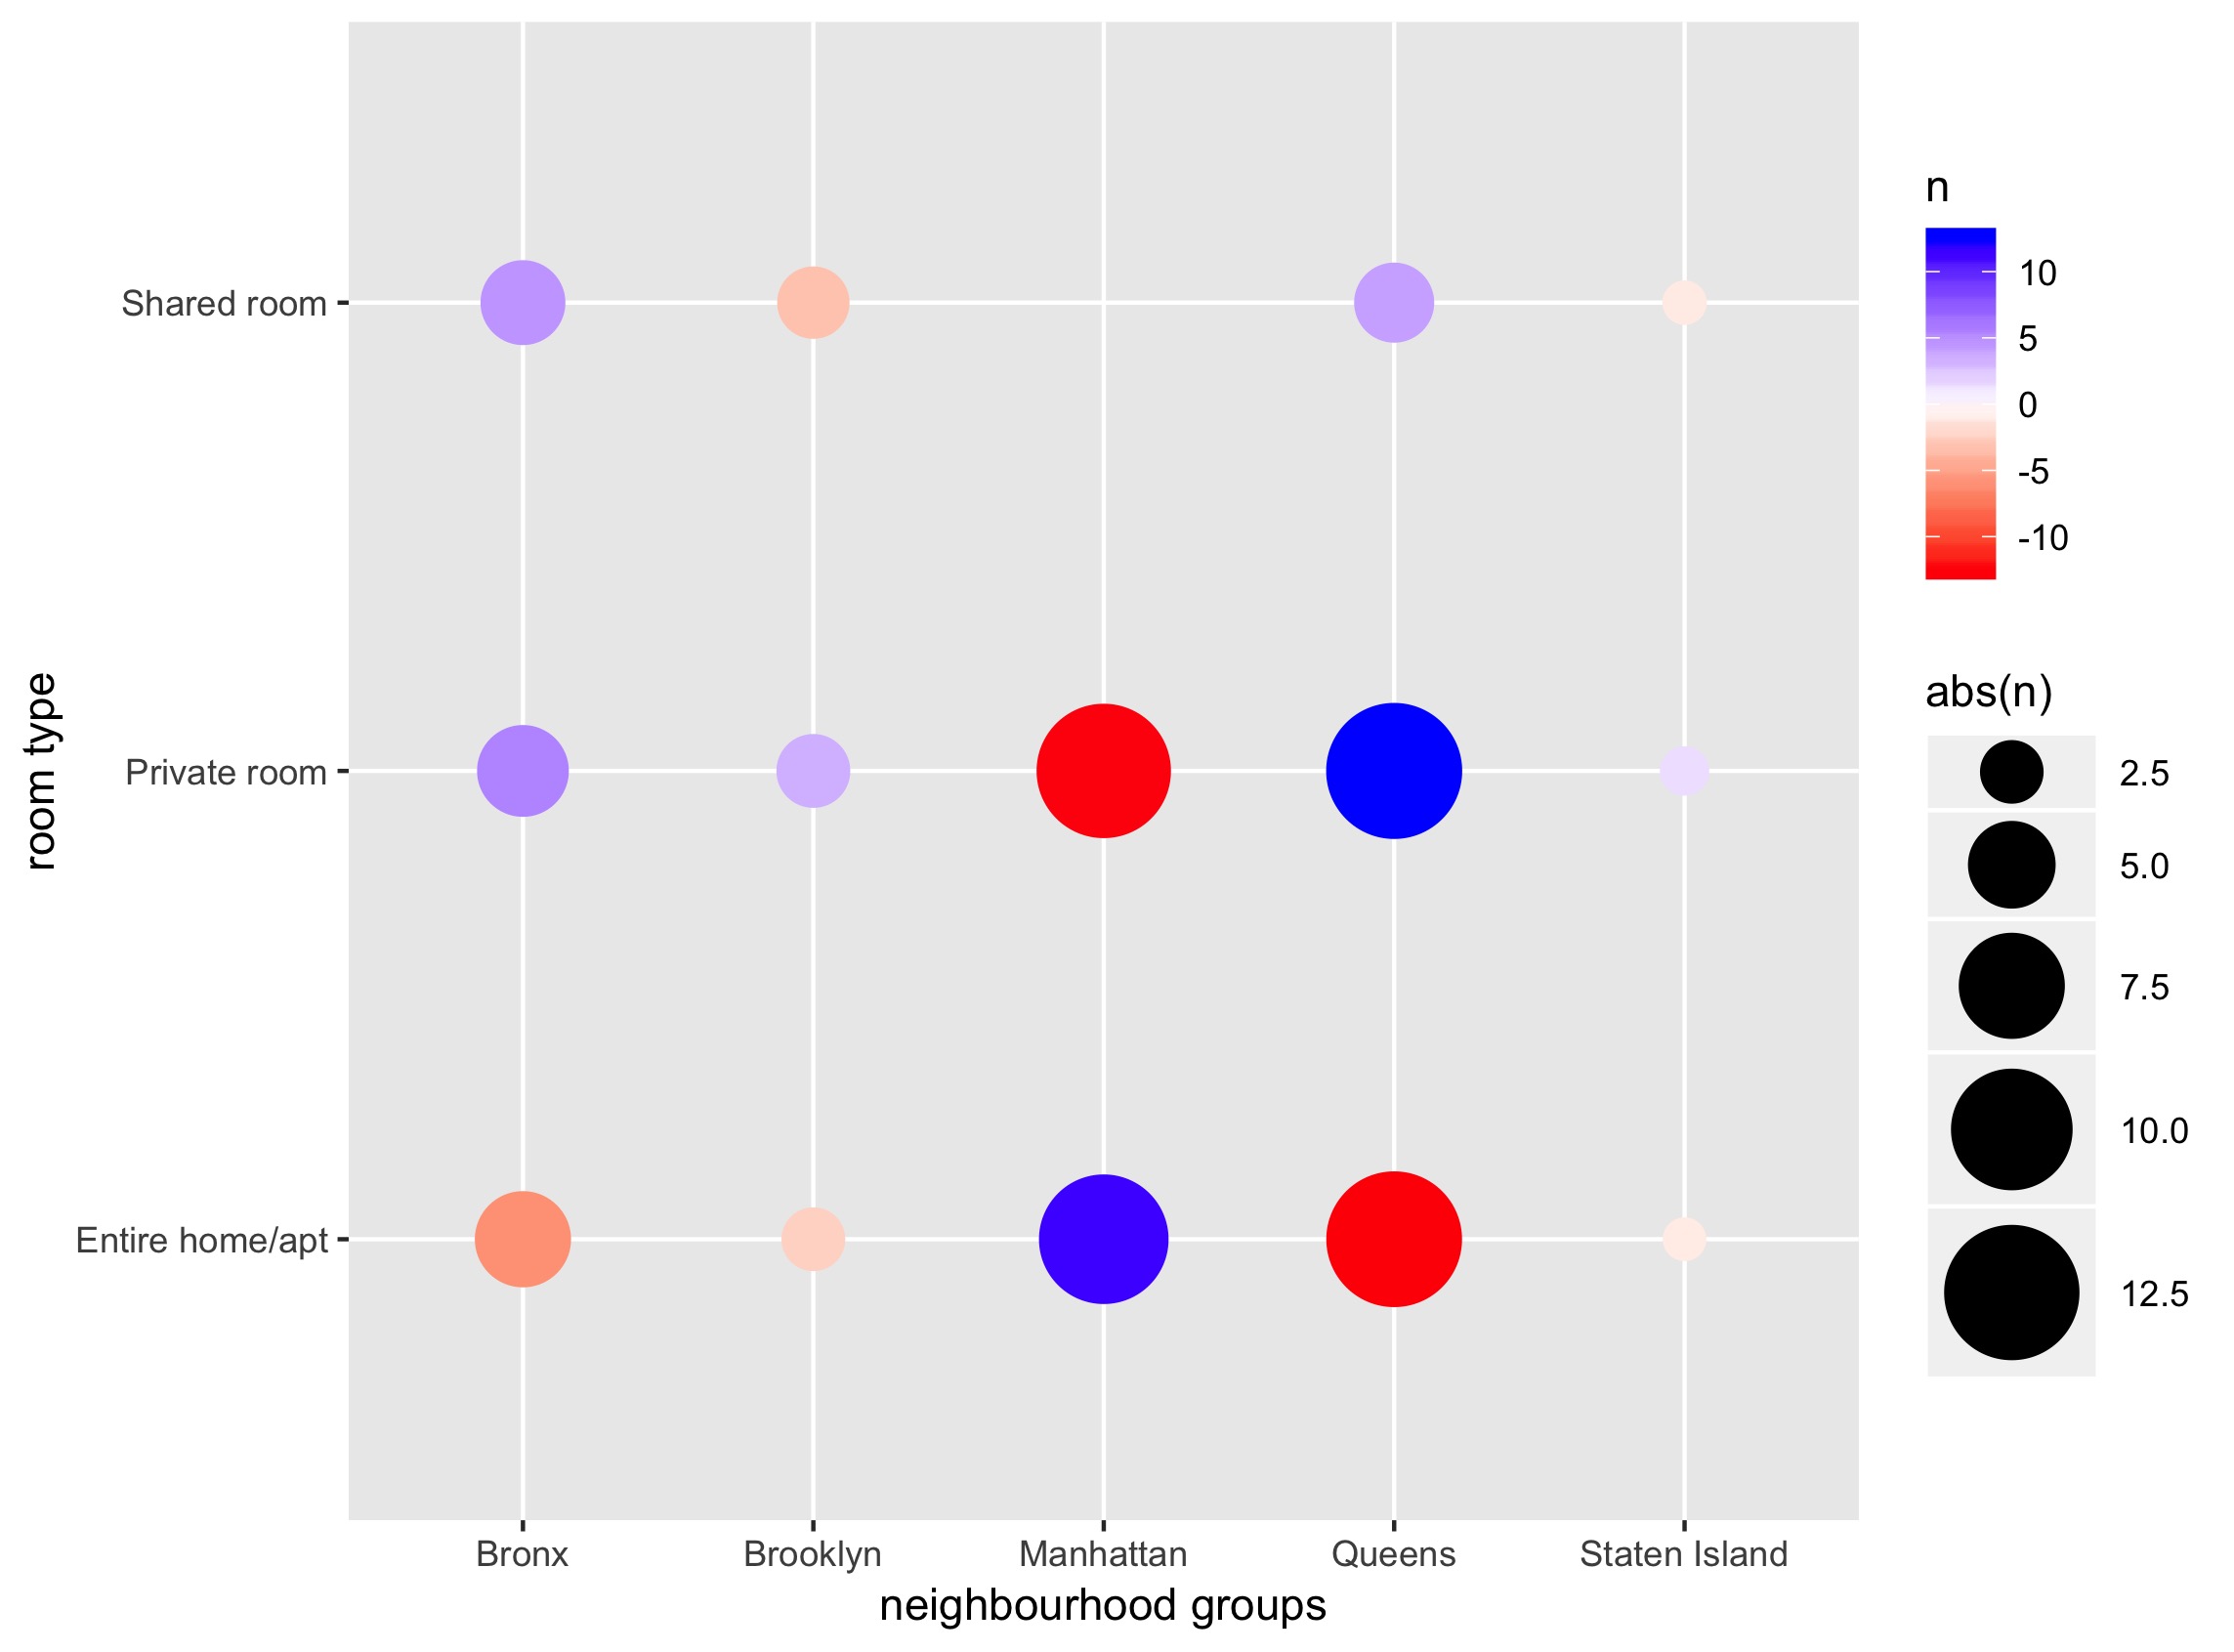 Shared room
Private room
Entire home/apt
room type
Bronx
Brooklyn
Manhattan
Queens
Staten Island
neighbourhood groups
n
10
5
0
-5
-10
abs(n)
2.5
5.0
7.5
10.0
12.5